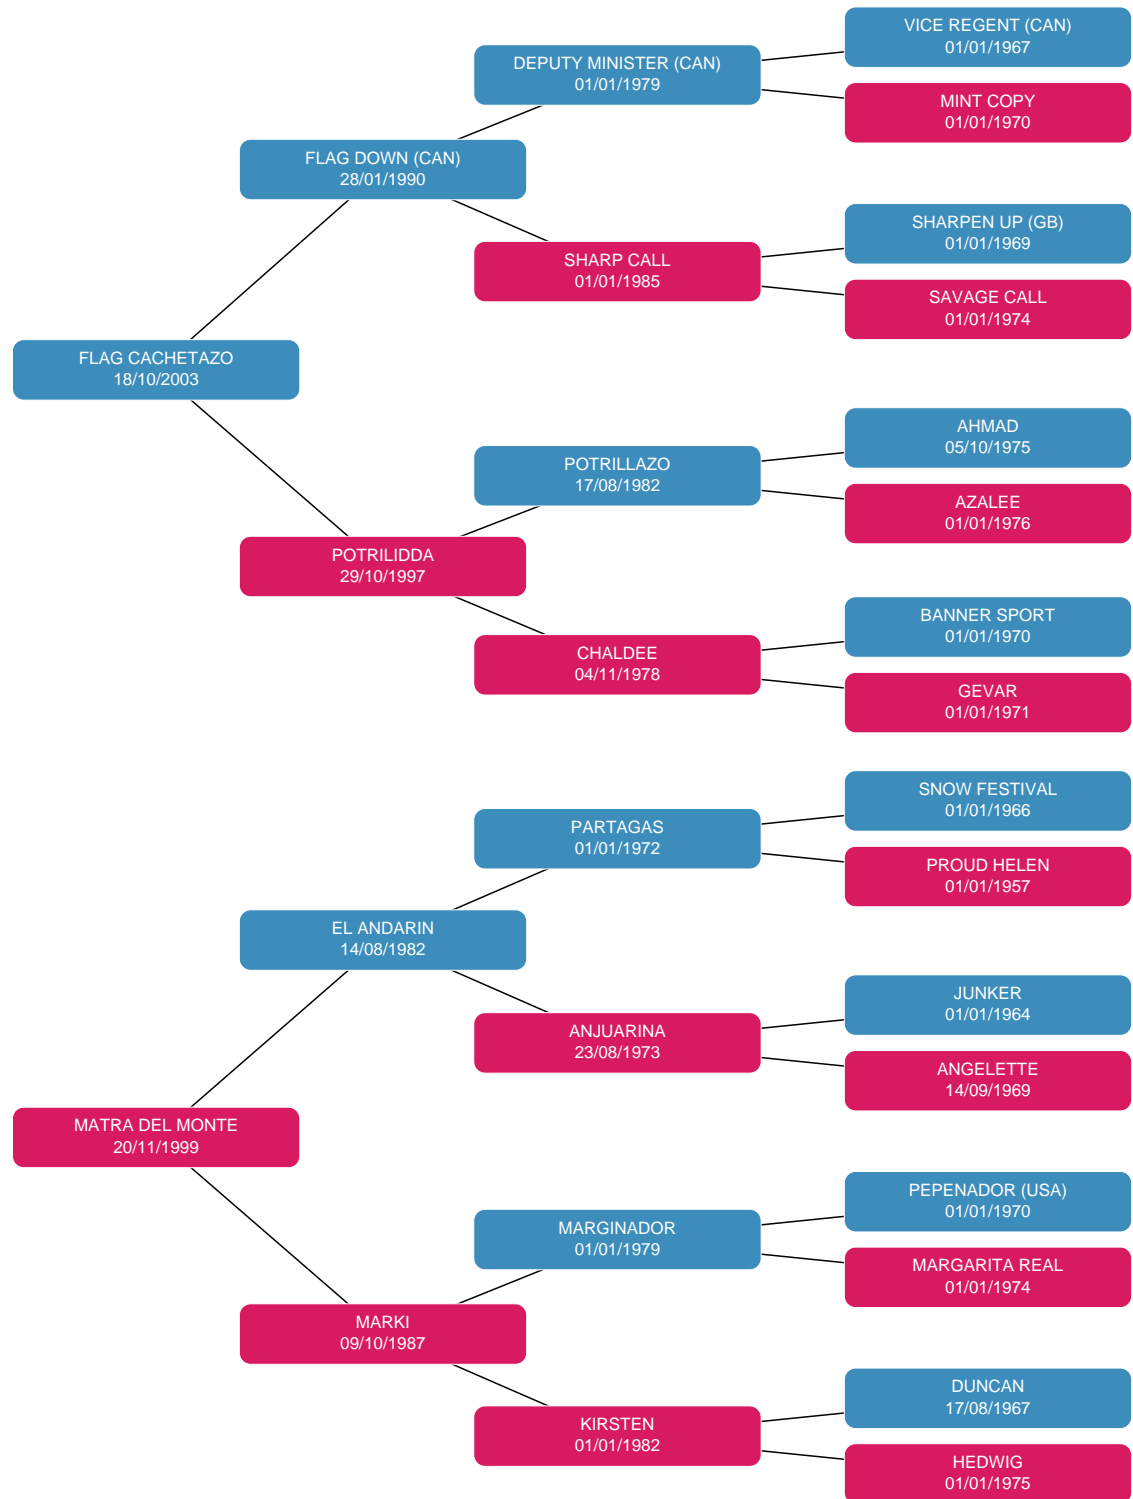 VICE REGENT (CAN)
01/01/1967
DEPUTY MINISTER (CAN)
01/01/1979
MINT COPY
01/01/1970
FLAG DOWN (CAN)
28/01/1990
SHARPEN UP (GB)
01/01/1969
SHARP CALL
01/01/1985
SAVAGE CALL
01/01/1974
FLAG CACHETAZO
18/10/2003
AHMAD
05/10/1975
POTRILLAZO
17/08/1982
AZALEE
01/01/1976
POTRILIDDA
29/10/1997
BANNER SPORT
01/01/1970
CHALDEE
04/11/1978
GEVAR
01/01/1971
SNOW FESTIVAL
01/01/1966
PARTAGAS
01/01/1972
PROUD HELEN
01/01/1957
EL ANDARIN
14/08/1982
JUNKER
01/01/1964
ANJUARINA
23/08/1973
ANGELETTE
14/09/1969
MATRA DEL MONTE
20/11/1999
PEPENADOR (USA)
01/01/1970
MARGINADOR
01/01/1979
MARGARITA REAL
01/01/1974
MARKI
09/10/1987
DUNCAN
17/08/1967
KIRSTEN
01/01/1982
HEDWIG
01/01/1975